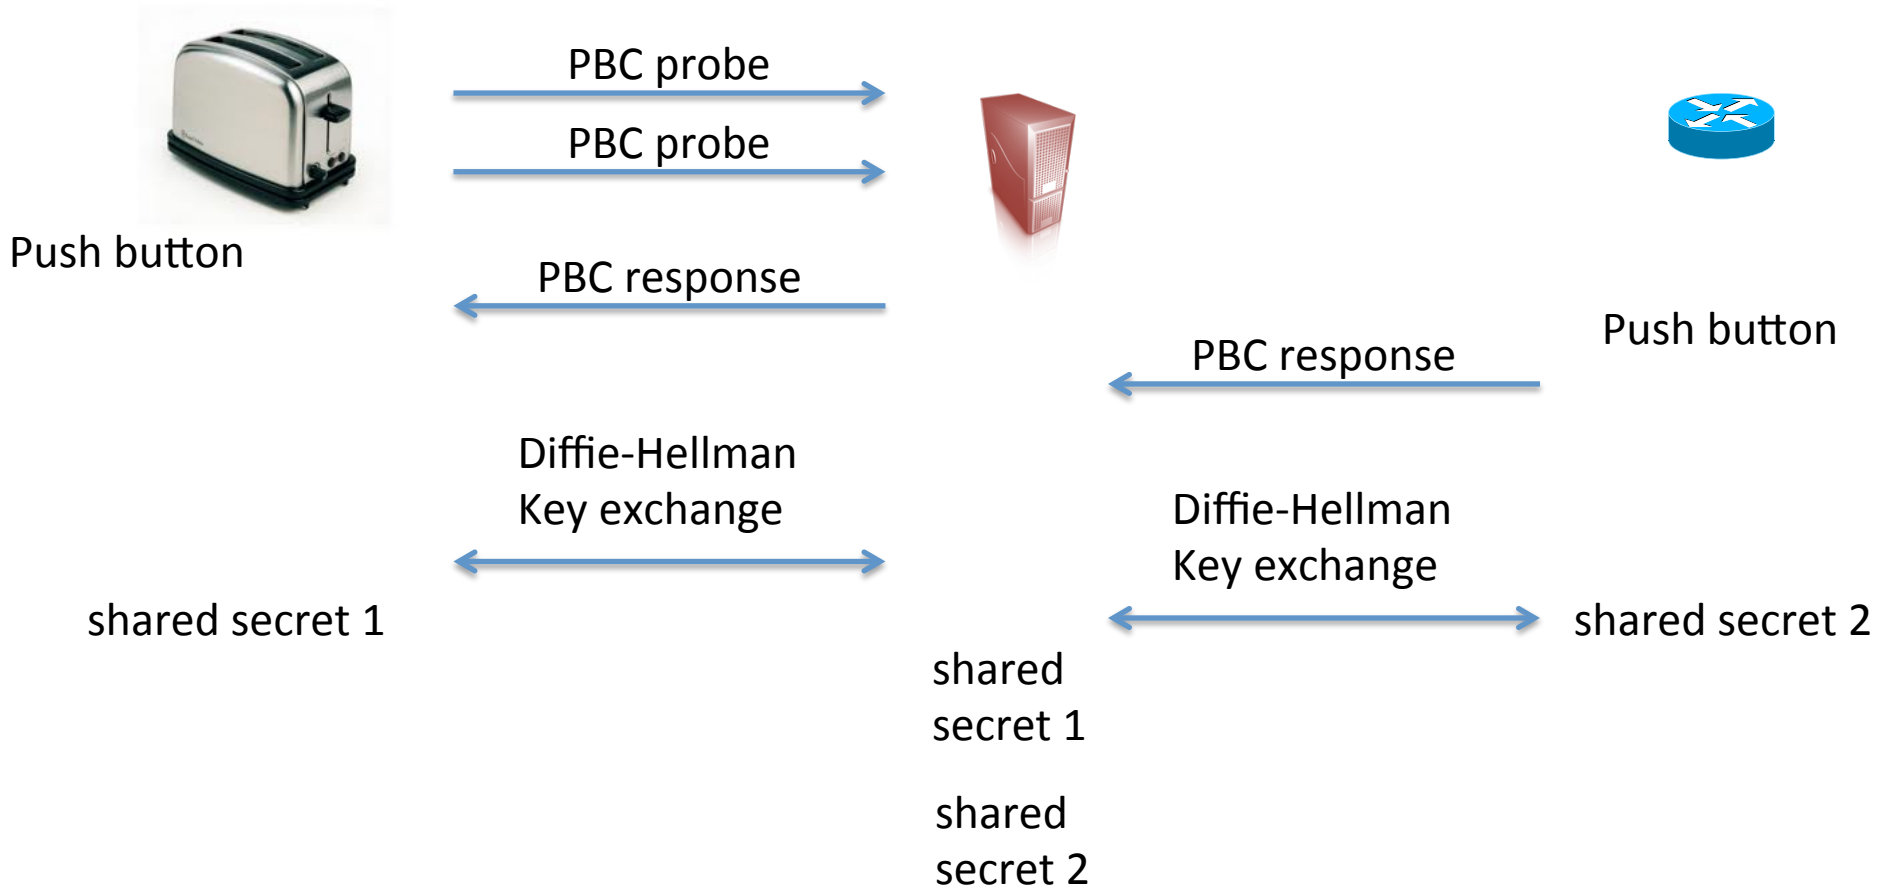 PBC probe
PBC probe
Push button
PBC response
Push button
PBC response
Diffie-Hellman
Key exchange
Diffie-Hellman
Key exchange
shared secret 1
shared secret 2
shared
secret 1
shared
secret 2